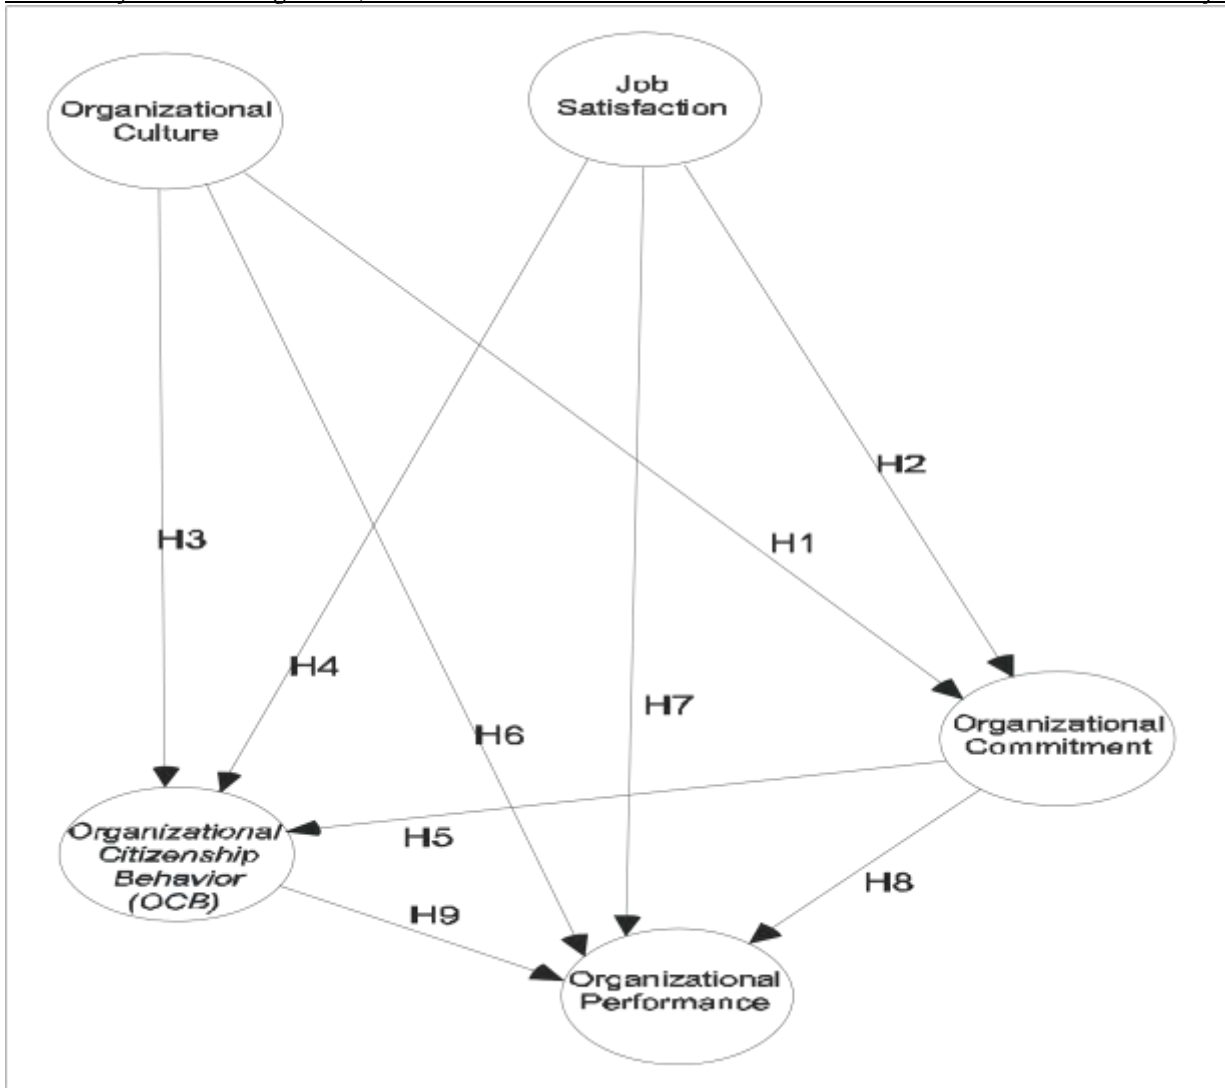 Job
Satisfaction
Organizational
Culture
H2
H3
H1
H4
H7
H6
Organizational
Commitment
Organizational
Citizenship
Behavior
(OCB)
H5
H8
H9
Organizational
Performance